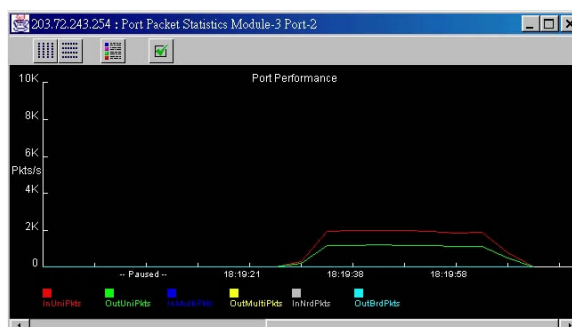 203.72.243.254 : Port Packet Statistics Module-3 Port-2
Port Performance
10K
8K
6K
Pkts/s
4K
2K
0
-- Paused -- 18:19:21 18:19:38 18:19:58
InUniPkts OutUniPkts InMultiPkts OutMultiPkts InNrdPkts OutBrdPkts